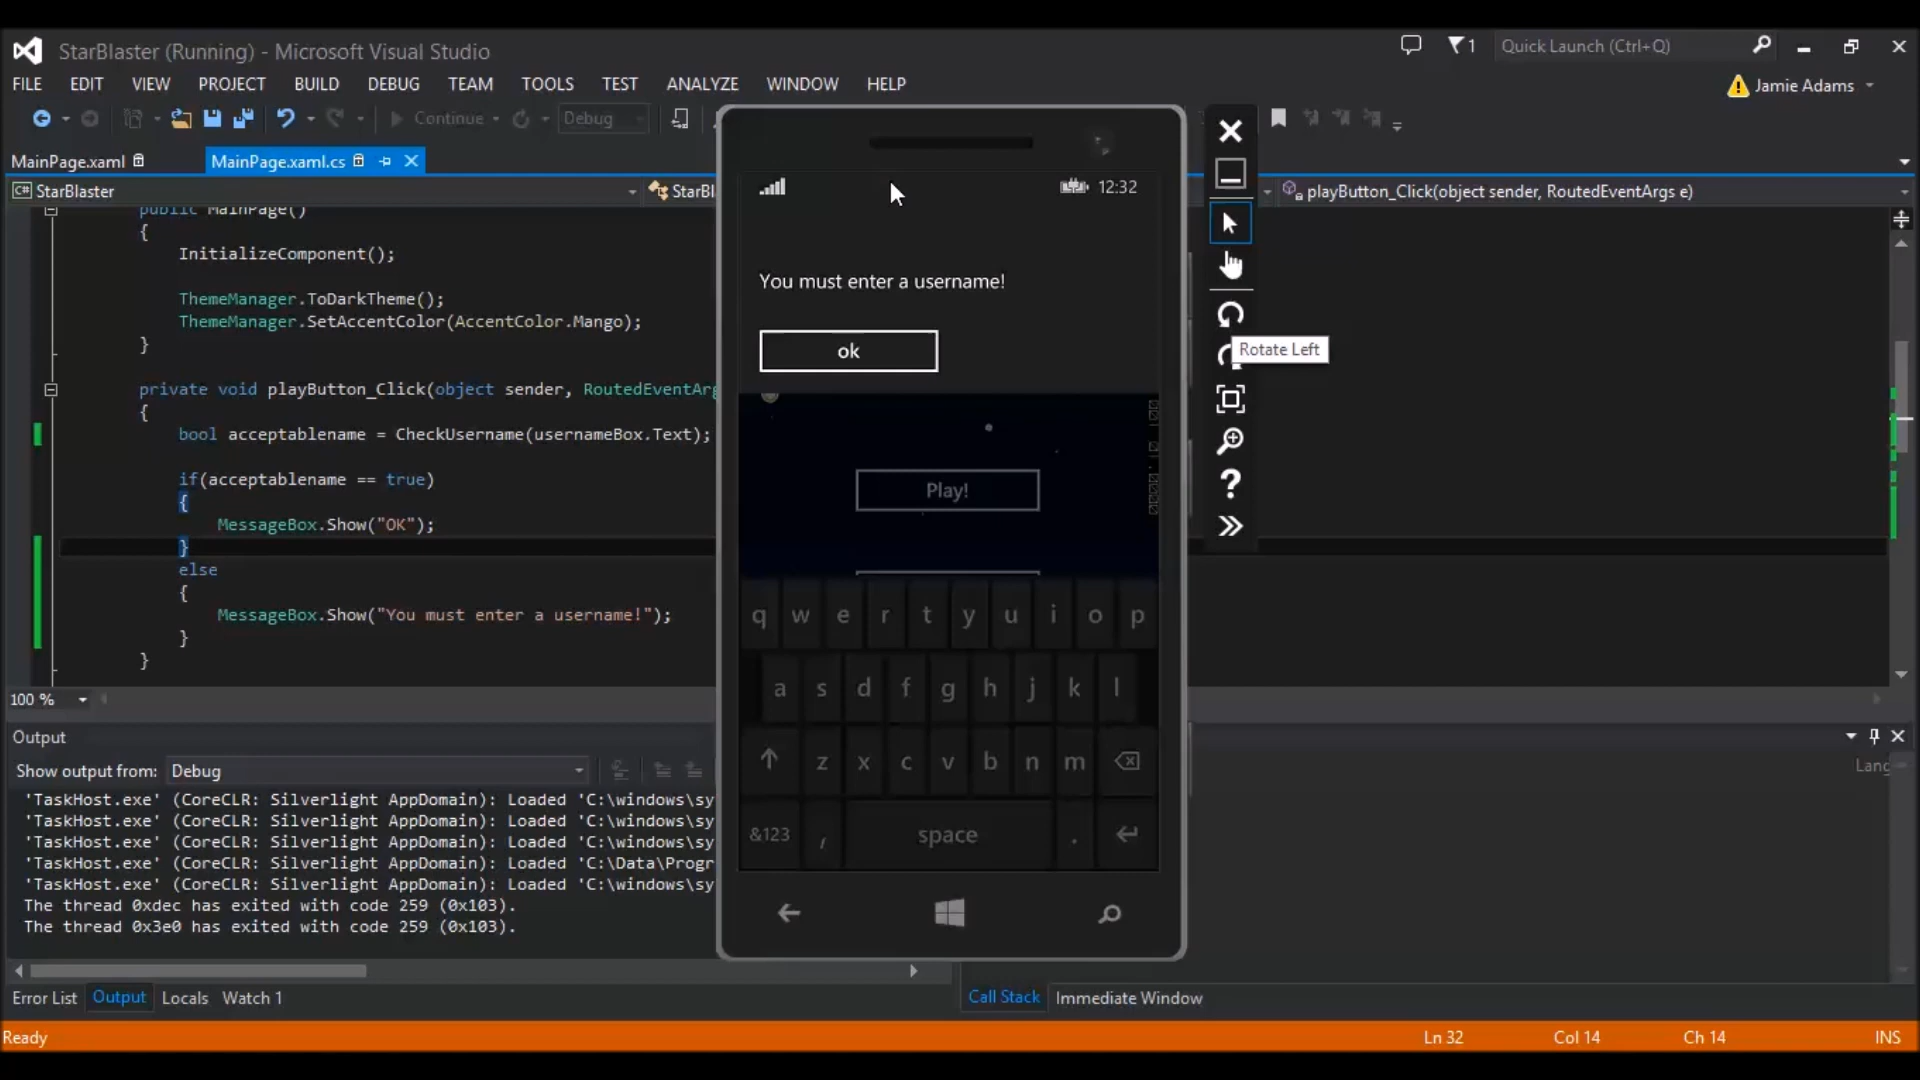 StarBlaster (Running) - Microsoft Visual Studio
1
Quick Launch (Ctrl+Q)
FILE EDIT VIEW PROJECT BUILD DEBUG TEAM TOOLS TEST ANALYZE WINDOW HELP
Jamie Adams
Continue
Debug
MainPage.xaml
MainPage.xaml.cs
StarBlaster
StarBl
playButton_Click(object sender, RoutedEventArgs e)
public MainPage()
{
InitializeComponent();
ThemeManager.ToDarkTheme();
ThemeManager.SetAccentColor(AccentColor.Mango);
}
private void playButton_Click(object sender, RoutedEventArg
{
bool acceptablename = CheckUsername(usernameBox.Text);
if(acceptablename == true)
{
MessageBox.Show("OK");
}
else
{
MessageBox.Show("You must enter a username!");
}
}
100 %
12:32
You must enter a username!
ok
Play!
q w e r t y u i o p
a s d f g h j k l
z x c v b n m
&123 , space .
Rotate Left
?
Output
Show output from: Debug
Lang
'TaskHost.exe' (CoreCLR: Silverlight AppDomain): Loaded 'C:\windows\sy
'TaskHost.exe' (CoreCLR: Silverlight AppDomain): Loaded 'C:\windows\sy
'TaskHost.exe' (CoreCLR: Silverlight AppDomain): Loaded 'C:\windows\sy
'TaskHost.exe' (CoreCLR: Silverlight AppDomain): Loaded 'C:\Data\Progr
'TaskHost.exe' (CoreCLR: Silverlight AppDomain): Loaded 'C:\windows\sy
The thread 0xdec has exited with code 259 (0x103).
The thread 0x3e0 has exited with code 259 (0x103).
Error List Output Locals Watch 1
Call Stack Immediate Window
Ready
Ln 32 Col 14 Ch 14 INS